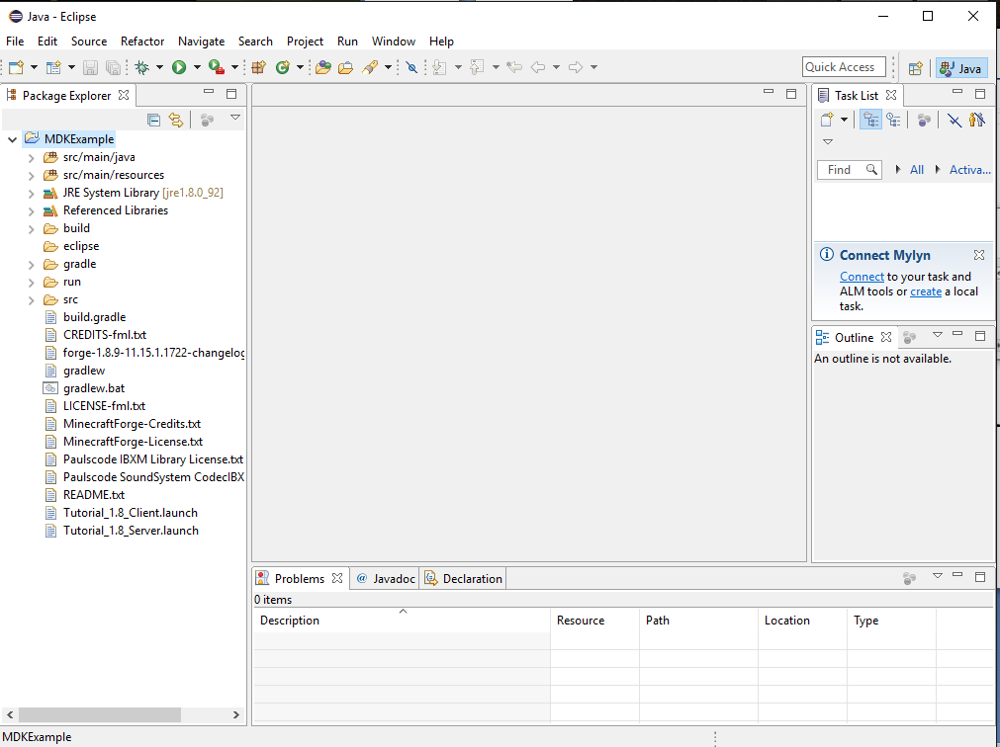 Java - Eclipse
File Edit Source Refactor Navigate Search Project Run Window Help
Quick Access
Java
Package Explorer
MDKExample
src/main/java
src/main/resources
JRE System Library [jre1.8.0_92]
Referenced Libraries
build
eclipse
gradle
run
src
build.gradle
CREDITS-fml.txt
forge-1.8.9-11.15.1.1722-changelog
gradlew
gradlew.bat
LICENSE-fml.txt
MinecraftForge-Credits.txt
MinecraftForge-License.txt
Paulscode IBXM Library License.txt
Paulscode SoundSystem CodecIBX
README.txt
Tutorial_1.8_Client.launch
Tutorial_1.8_Server.launch
Task List
Find All Activa...
Connect Mylyn
Connect to your task and
ALM tools or create a local
task.
Outline
An outline is not available.
Problems @ Javadoc Declaration
0 items
Description Resource Path Location Type
MDKExample